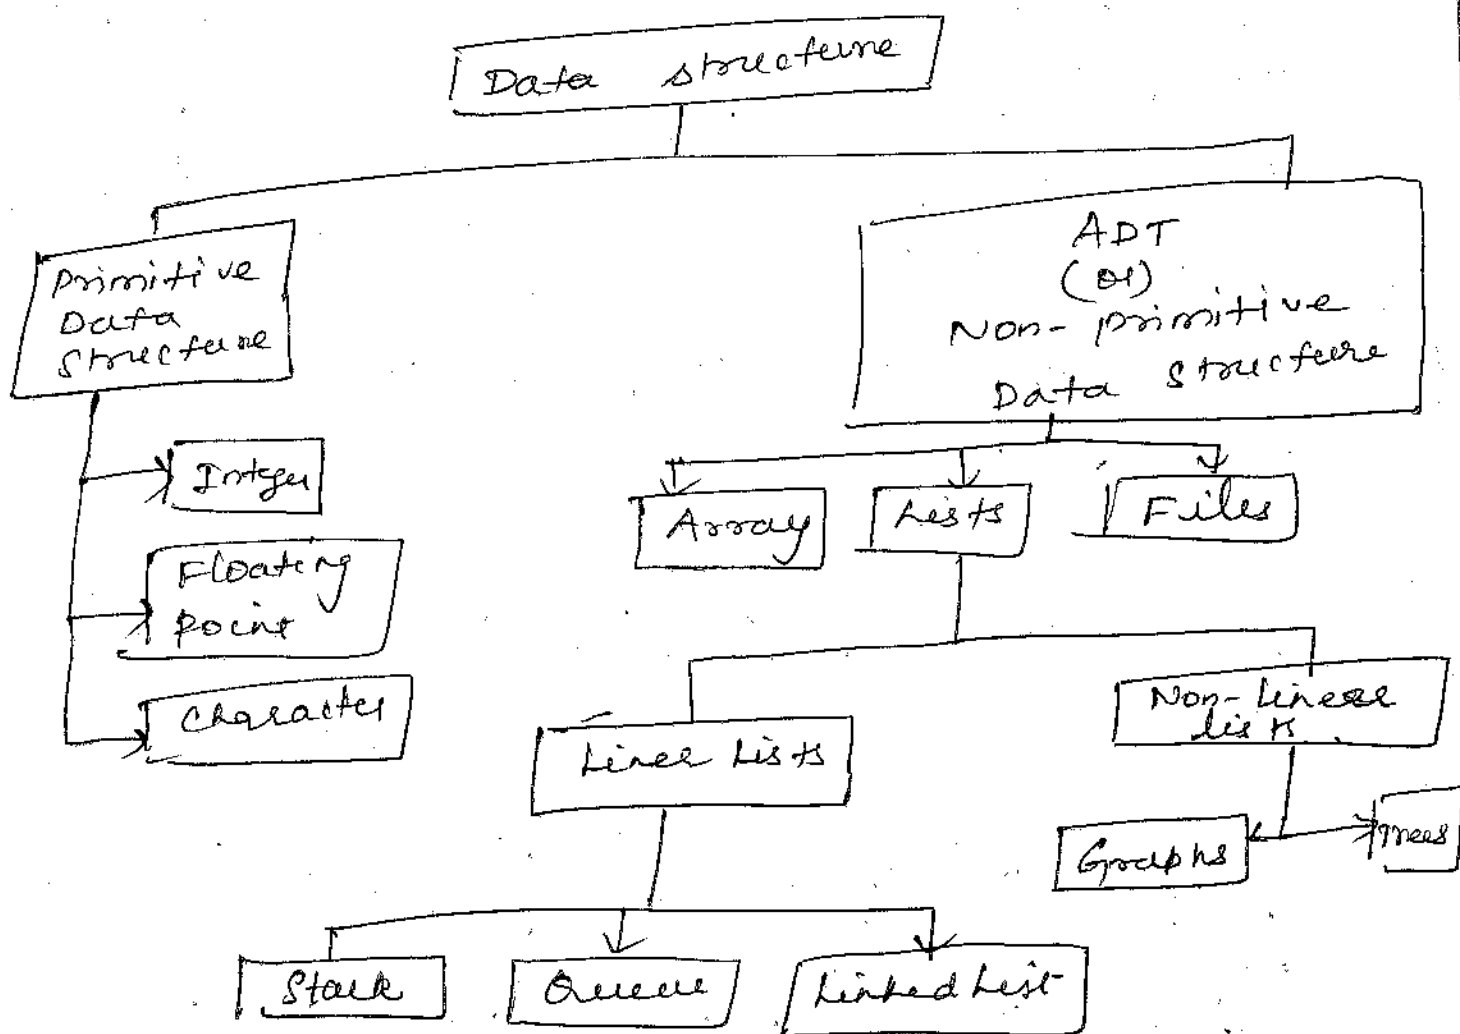 Data structure
Primitive
Data
Structure
ADT
(or)
Non-primitive
Data structure
Integer
Floating
point
Character
Array
Lists
Files
Linear Lists
Non-linear
lists
Graphs
Trees
Stack
Queue
Linked List